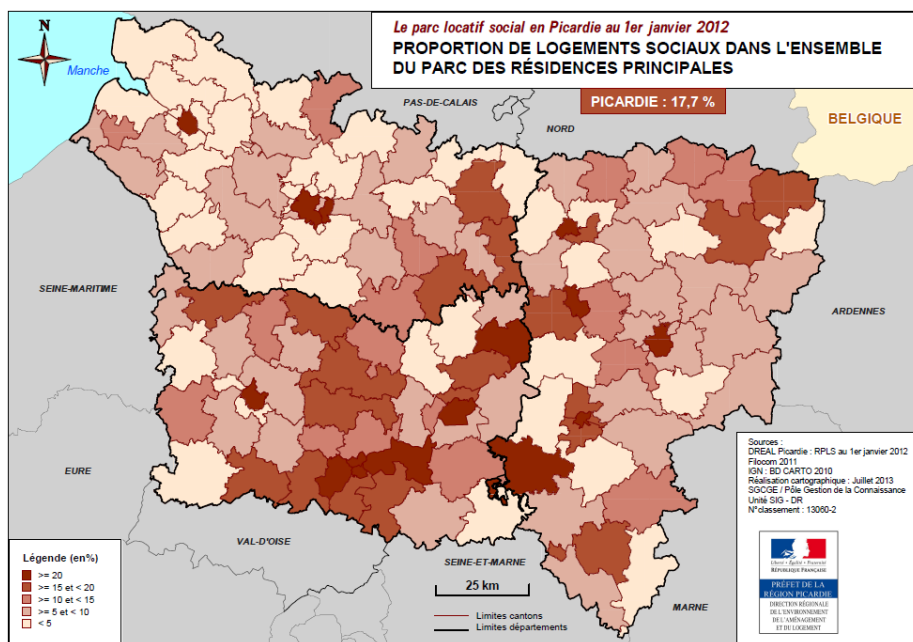 Le parc locatif social en Picardie au 1er janvier 2012
PROPORTION DE LOGEMENTS SOCIAUX DANS L'ENSEMBLE
DU PARC DES RÉSIDENCES PRINCIPALES
PICARDIE : 17,7 %
N
Manche
PAS-DE-CALAIS
NORD
BELGIQUE
SEINE-MARITIME
ARDENNES
EURE
VAL-D'OISE
SEINE-ET-MARNE
MARNE
Sources :
DREAL Picardie : RPLS au 1er janvier 2012
Filocom 2011
IGN : BD CARTO 2010
Réalisation cartographique : Juillet 2013
SGCGE / Pôle Gestion de la Connaissance
Unité SIG - DR
N°classement : 13060-2
Légende (en%)
>= 20
>= 15 et < 20
>= 10 et < 15
>= 5 et < 10
< 5
25 km
Limites cantons
Limites départements
Liberté • Égalité • Fraternité
RÉPUBLIQUE FRANÇAISE
PRÉFET DE LA
RÉGION PICARDIE
DIRECTION RÉGIONALE
DE L'ENVIRONNEMENT
DE L'AMÉNAGEMENT
ET DU LOGEMENT